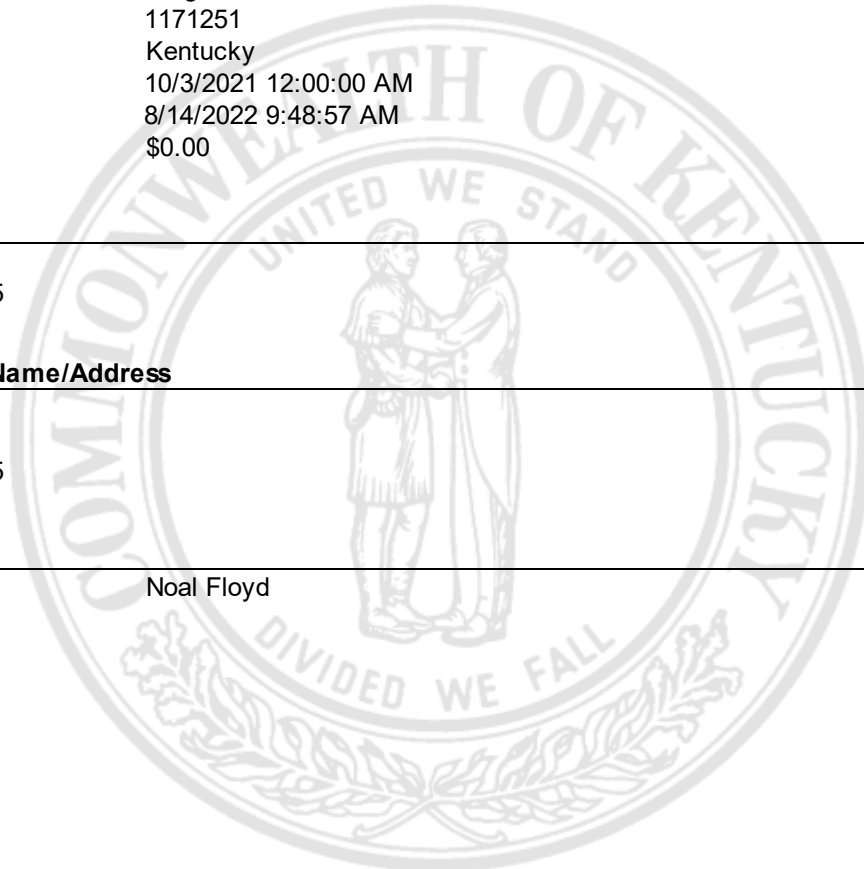 1171251
Kentucky
10/3/2021 12:00:00 AM
8/14/2022 9:48:57 AM
$0.00
COMMONWEALTH OF KENTUCKY
UNITED WE STAND
5
Name/Address
5
Noal Floyd
DIVIDED WE FALL